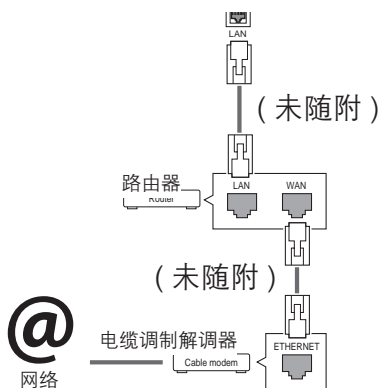 LAN
（未随附）
路由器
Router
LAN
WAN
（未随附）
@
网络
电缆调制解调器
Cable modem
ETHERNET